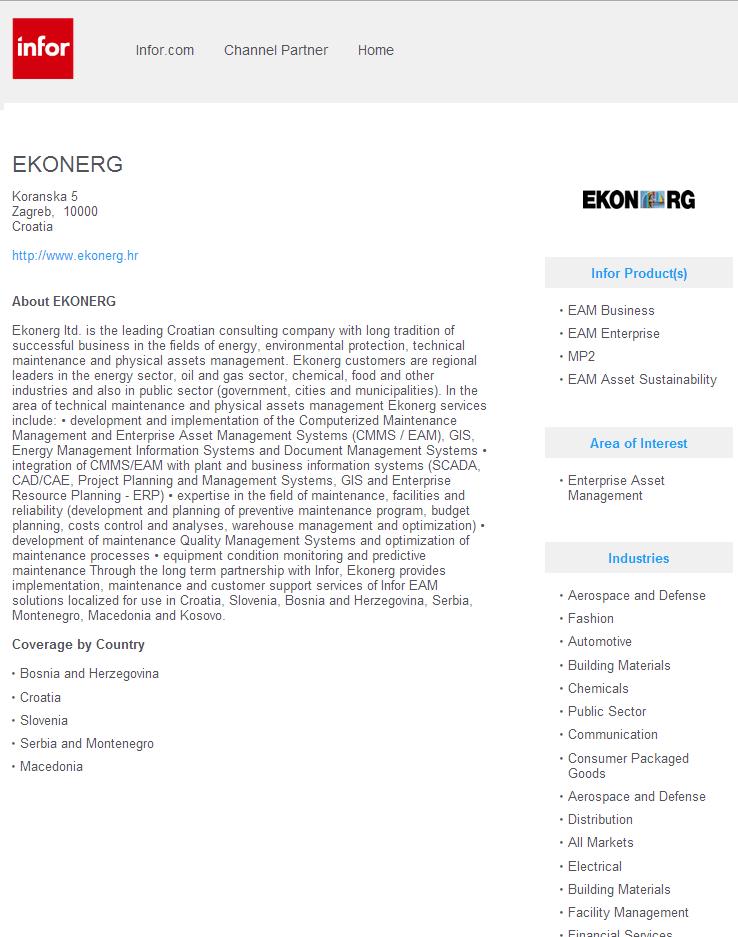 infor
Infor.com
Channel Partner
Home
EKONERG
Koranska 5
Zagreb, 10000
Croatia
http://www.ekonerg.hr
About EKONERG
Ekonerg ltd. is the leading Croatian consulting company with long tradition of
successful business in the fields of energy, environmental protection, technical
maintenance and physical assets management. Ekonerg customers are regional
leaders in the energy sector, oil and gas sector, chemical, food and other
industries and also in public sector (government, cities and municipalities). In the
area of technical maintenance and physical assets management Ekonerg services
include: • development and implementation of the Computerized Maintenance
Management and Enterprise Asset Management Systems (CMMS / EAM), GIS,
Energy Management Information Systems and Document Management Systems •
integration of CMMS/EAM with plant and business information systems (SCADA,
CAD/CAE, Project Planning and Management Systems, GIS and Enterprise
Resource Planning - ERP) • expertise in the field of maintenance, facilities and
reliability (development and planning of preventive maintenance program, budget
planning, costs control and analyses, warehouse management and optimization) •
development of maintenance Quality Management Systems and optimization of
maintenance processes • equipment condition monitoring and predictive
maintenance Through the long term partnership with Infor, Ekonerg provides
implementation, maintenance and customer support services of Infor EAM
solutions localized for use in Croatia, Slovenia, Bosnia and Herzegovina, Serbia,
Montenegro, Macedonia and Kosovo.
Coverage by Country
• Bosnia and Herzegovina
• Croatia
• Slovenia
• Serbia and Montenegro
• Macedonia
EKONERG
Infor Product(s)
• EAM Business
• EAM Enterprise
• MP2
• EAM Asset Sustainability
Area of Interest
• Enterprise Asset
Management
Industries
• Aerospace and Defense
• Fashion
• Automotive
• Building Materials
• Chemicals
• Public Sector
• Communication
• Consumer Packaged
Goods
• Aerospace and Defense
• Distribution
• All Markets
• Electrical
• Building Materials
• Facility Management
• Financial Services